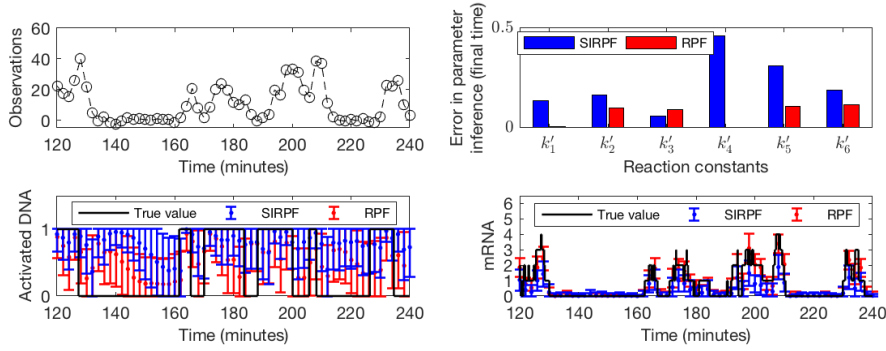 60
40
20
0
Observations
120 140 160 180 200 220 240
Time (minutes)
0.5
0
Error in parameter
inference (final time)
SIRPF RPF
k′1 k′2 k′3 k′4 k′5 k′6
Reaction constants
1
0
Activated DNA
True value SIRPF RPF
120 140 160 180 200 220 240
Time (minutes)
6
5
4
3
2
1
0
mRNA
True value SIRPF RPF
120 140 160 180 200 220 240
Time (minutes)